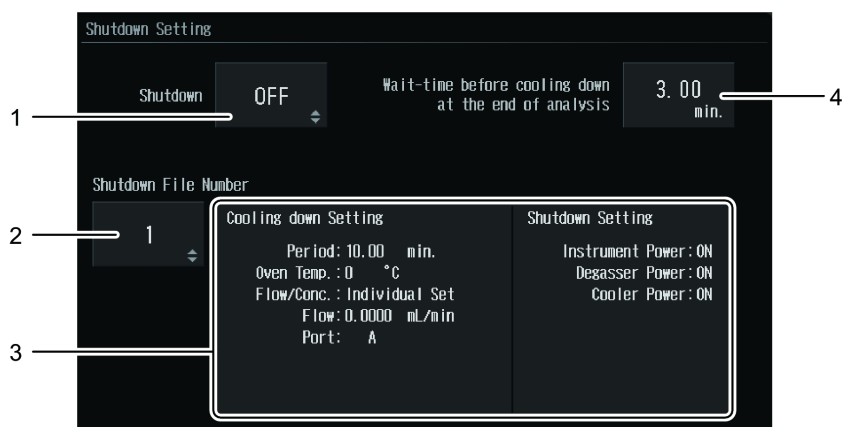 Shutdown Setting
Shutdown
OFF
Wait-time before cooling down
at the end of analysis
3.00
min.
1
4
Shutdown File Number
2
1
3
Cooling down Setting
Period: 10.00 min.
Oven Temp.: 0 °C
Flow/Conc.: Individual Set
Flow: 0.0000 mL/min
Port: A
Shutdown Setting
Instrument Power: ON
Degasser Power: ON
Cooler Power: ON